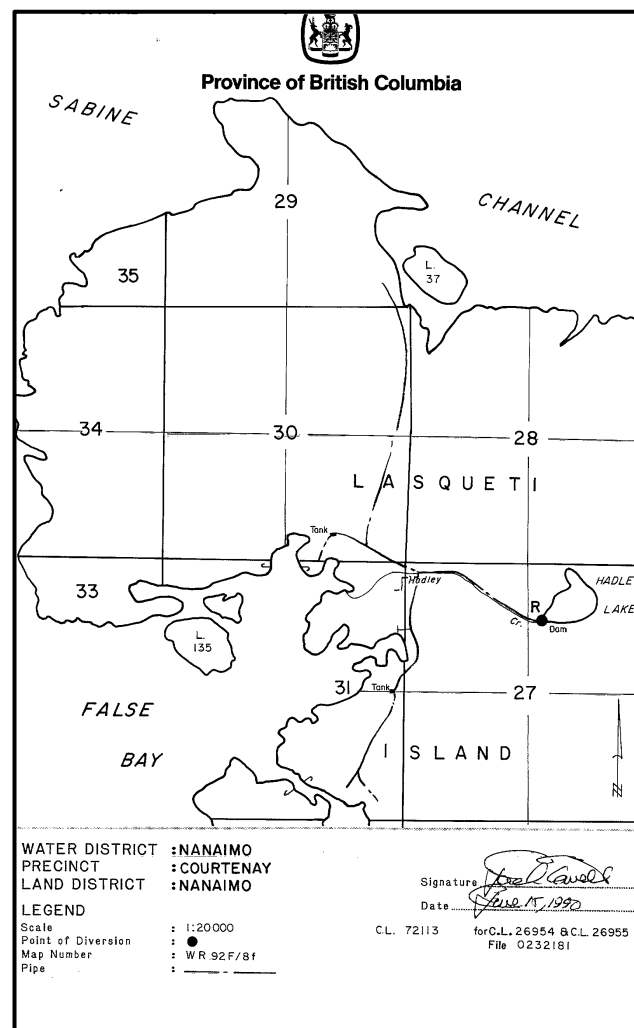 Province of British Columbia
SABINE
CHANNEL
29
L.
37
35
34
30
28
LASQUETI
Tank
Hadley
HADLE
LAKE
R
Cr.
Dam
33
L.
135
31
Tank
27
FALSE
BAY
ISLAND
N
WATER DISTRICT : NANAIMO
PRECINCT : COURTENAY
LAND DISTRICT : NANAIMO
Signature
Date June 15, 1990
LEGEND
Scale : 1:20000
Point of Diversion :
Map Number : WR 92F/8f
Pipe :
C.L. 72113 for C.L. 26954 & C.L. 26955
File 0232181